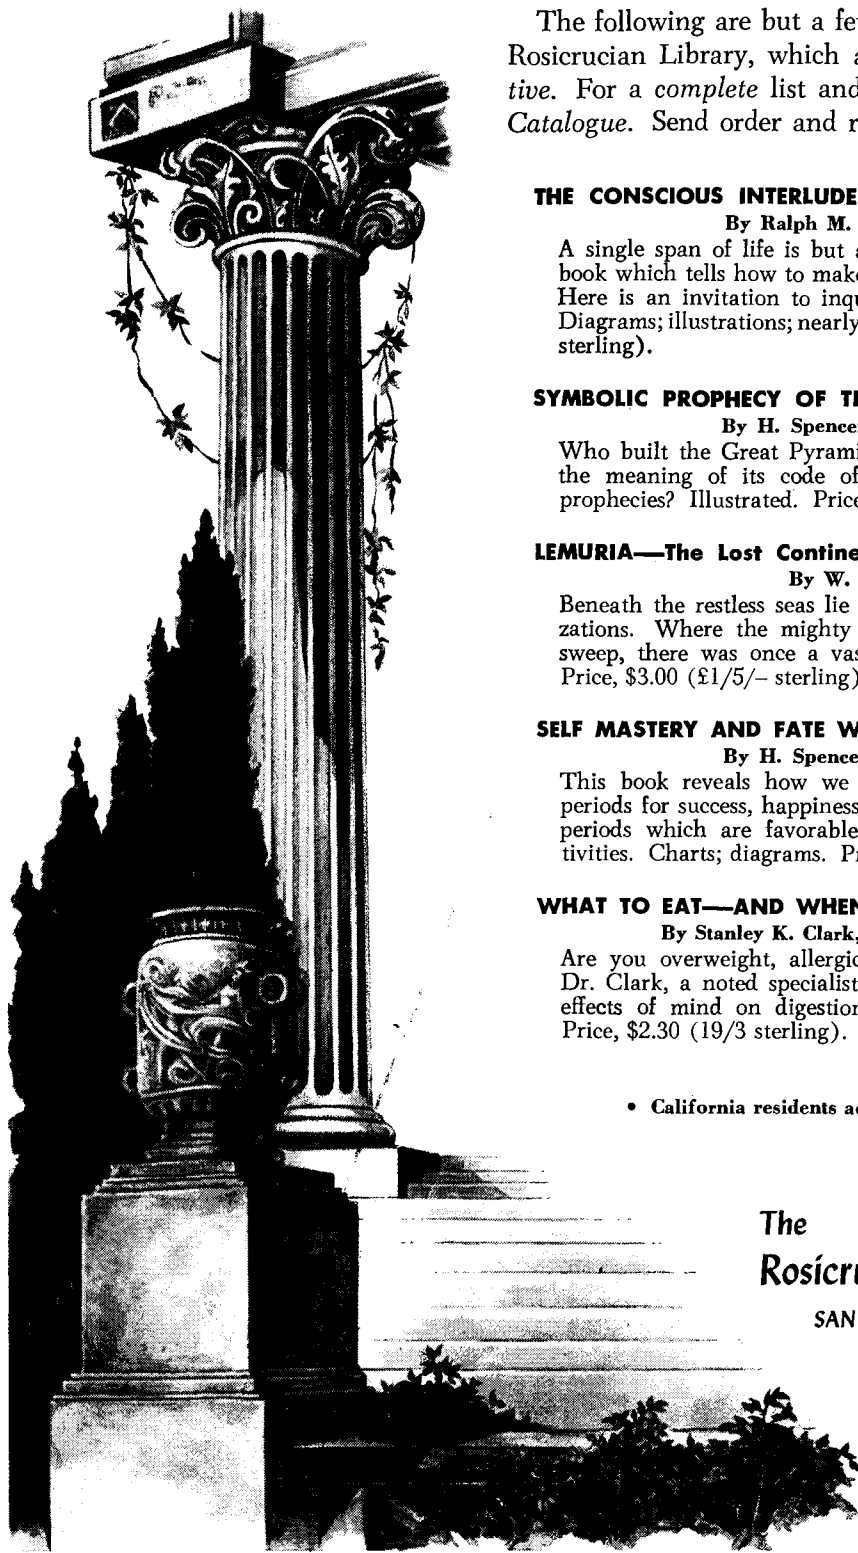 The following are but a fe
Rosicrucian Library, which a
tive. For a complete list and
Catalogue. Send order and r
THE CONSCIOUS INTERLUDE
By Ralph M.
A single span of life is but a
book which tells how to make
Here is an invitation to inqu
Diagrams; illustrations; nearly
sterling).
SYMBOLIC PROPHECY OF TH
By H. Spencer
Who built the Great Pyrami
the meaning of its code of
prophecies? Illustrated. Price
LEMURIA—The Lost Contine
By W.
Beneath the restless seas lie
zations. Where the mighty
sweep, there was once a vas
Price, $3.00 (£1/5/– sterling)
SELF MASTERY AND FATE W
By H. Spence
This book reveals how we
periods for success, happiness
periods which are favorable
tivities. Charts; diagrams. Pr
WHAT TO EAT—AND WHEN
By Stanley K. Clark,
Are you overweight, allergic
Dr. Clark, a noted specialist
effects of mind on digestion
Price, $2.30 (19/3 sterling).
• California residents ad
The
Rosicru
SAN